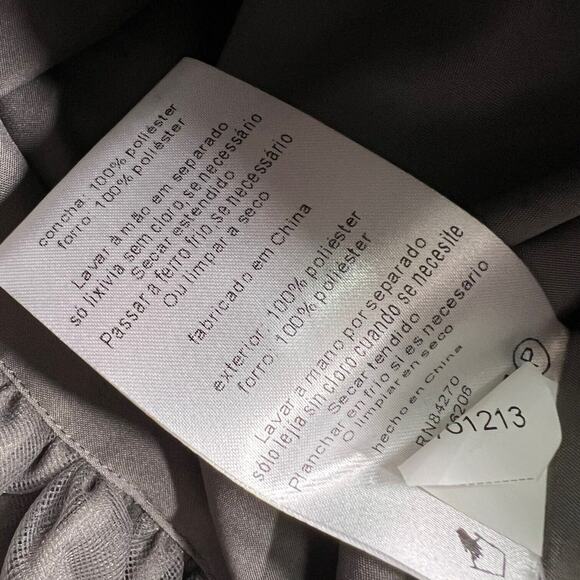 concha: 100% poliéster
forro: 100% poliéster
Lavar à mão em separado
só lixívia sem cloro se necessário
Secar estendido
Passar a ferro frio se necessário
Ou limpar a seco
fabricado em China
exterior: 100% poliéster
forro: 100% poliéster
Lavar a mano por separado
sólo lejía sin cloro cuando se necesite
Secar tendido
Planchar en frio si es necesario
O limpiar en seco
hecho en China
RN84270
6206
01213
P